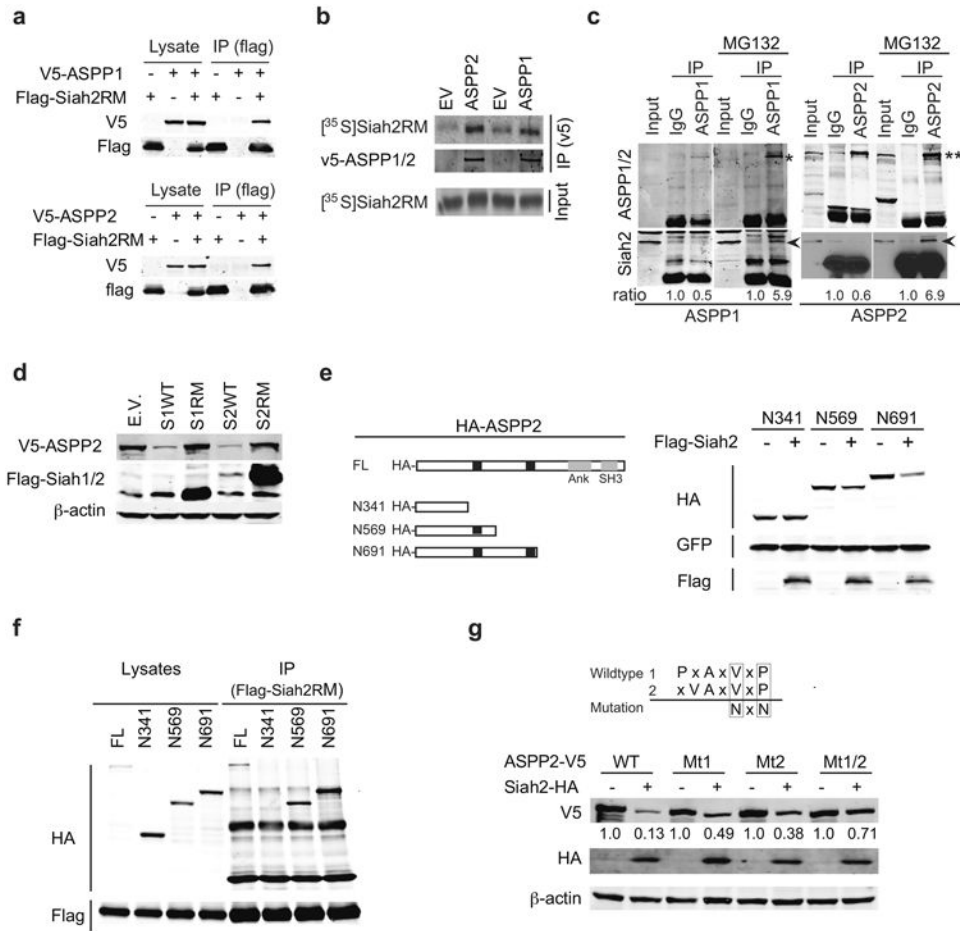 a
Lysate IP (flag)
V5-ASPP1 - + + - + +
Flag-Siah2RM + - + + - +
V5
Flag
V5-ASPP2 - + + - + +
Flag-Siah2RM + - + + - +
V5
flag
b
EV ASPP2 EV ASPP1
[35S]Siah2RM
v5-ASPP1/2
IP (v5)
[35S]Siah2RM
Input
c
MG132 MG132
IP IP IP IP
Input IgG ASPP1 Input IgG ASPP1 Input IgG ASPP2 Input IgG ASPP2
ASPP1/2
* **
Siah2
ratio 1.0 0.5 1.0 5.9 1.0 0.6 1.0 6.9
ASPP1 ASPP2
d
E.V. S1WT S1RM S2WT S2RM
V5-ASPP2
Flag-Siah1/2
β-actin
e
HA-ASPP2
FL HA-
Ank SH3
N341 HA-
N569 HA-
N691 HA-
N341 N569 N691
Flag-Siah2 - + - + - +
HA
GFP
Flag
f
Lysates IP
(Flag-Siah2RM)
FL N341 N569 N691 FL N341 N569 N691
HA
Flag
g
Wildtype 1 P x A x V x P
2 x V A x V x P
Mutation N x N
ASPP2-V5 WT Mt1 Mt2 Mt1/2
Siah2-HA - + - + - + - +
V5
1.0 0.13 1.0 0.49 1.0 0.38 1.0 0.71
HA
β-actin